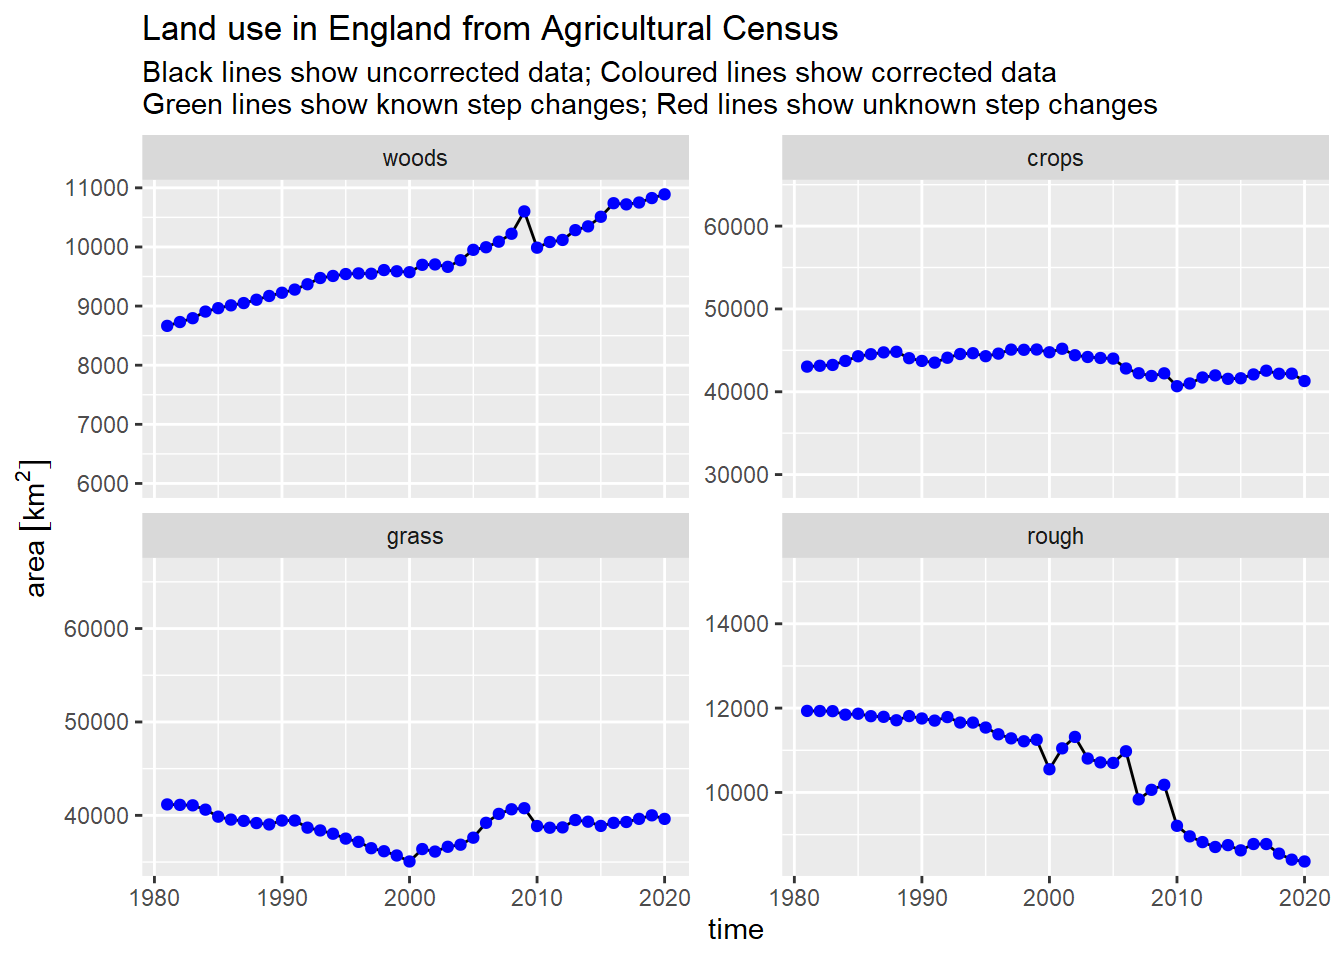 Land use in England from Agricultural Census
Black lines show uncorrected data; Coloured lines show corrected data
Green lines show known step changes; Red lines show unknown step changes
woods
crops
11000
10000
9000
8000
7000
6000
60000
50000
40000
30000
area [km²]
grass
rough
60000
50000
40000
14000
12000
10000
1980 1990 2000 2010 2020
1980 1990 2000 2010 2020
time